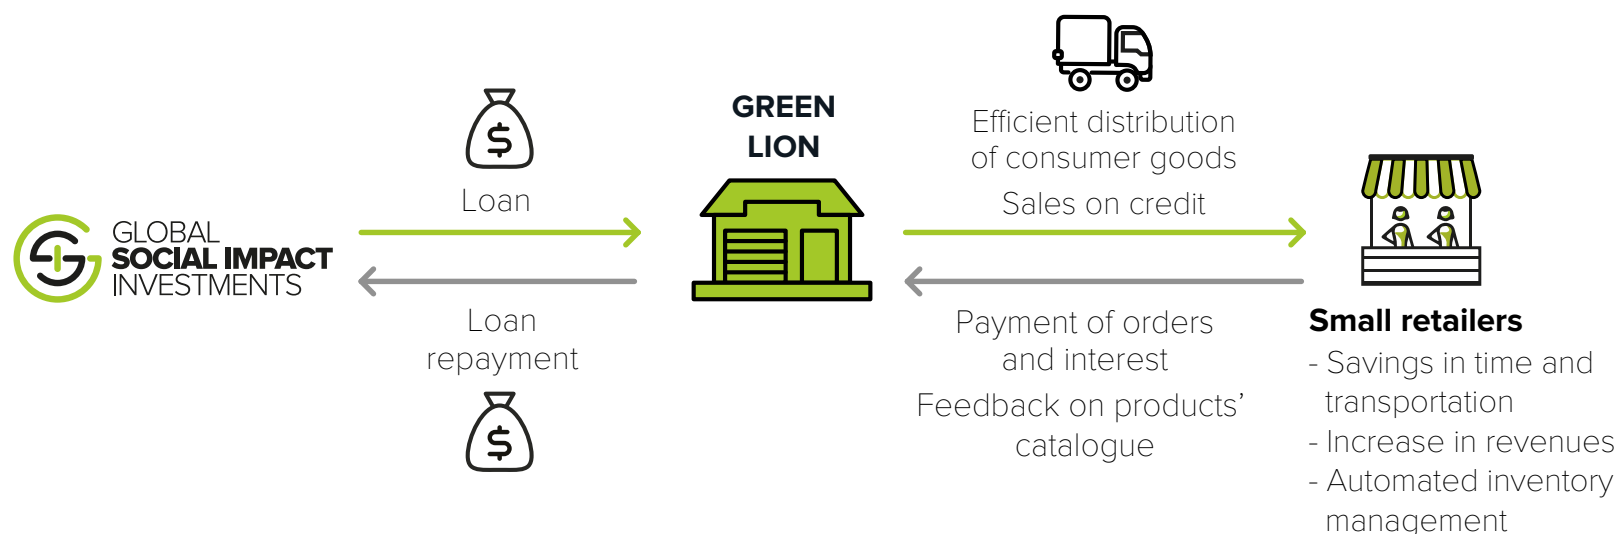 GLOBAL
SOCIAL IMPACT
INVESTMENTS
$
Loan
Loan
repayment
$
GREEN
LION
Efficient distribution
of consumer goods
Sales on credit
Payment of orders
and interest
Feedback on products’
catalogue
Small retailers
- Savings in time and
transportation
- Increase in revenues
- Automated inventory
management